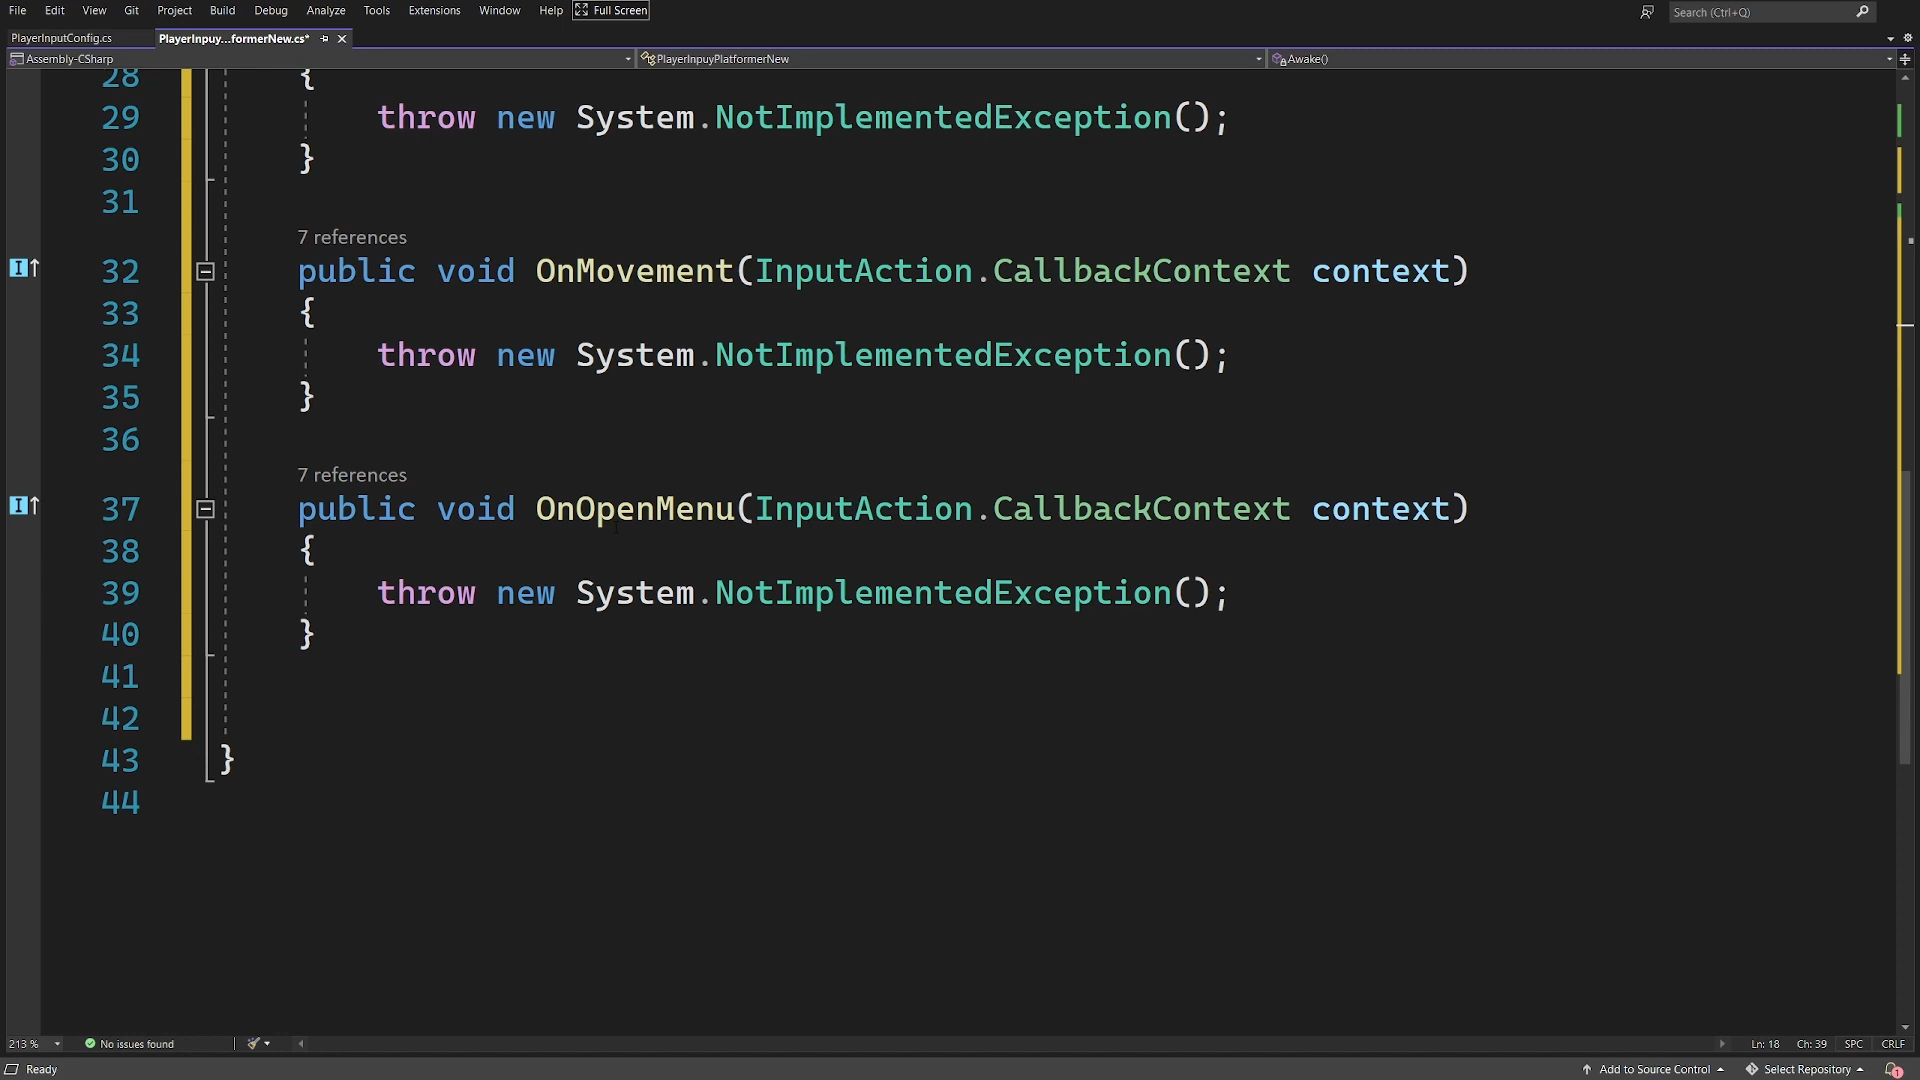 File Edit View Git Project Build Debug Analyze Tools Extensions Window Help Full Screen Search (Ctrl+Q)
PlayerInputConfig.cs PlayerInpuy...formerNew.cs*
Assembly-CSharp PlayerInpuyPlatformerNew Awake()
28 {
29 throw new System.NotImplementedException();
30 }
31
7 references
32 public void OnMovement(InputAction.CallbackContext context)
33 {
34 throw new System.NotImplementedException();
35 }
36
7 references
37 public void OnOpenMenu(InputAction.CallbackContext context)
38 {
39 throw new System.NotImplementedException();
40 }
41
42
43 }
44
213 % No issues found Ln: 18 Ch: 39 SPC CRLF
Ready Add to Source Control Select Repository 1